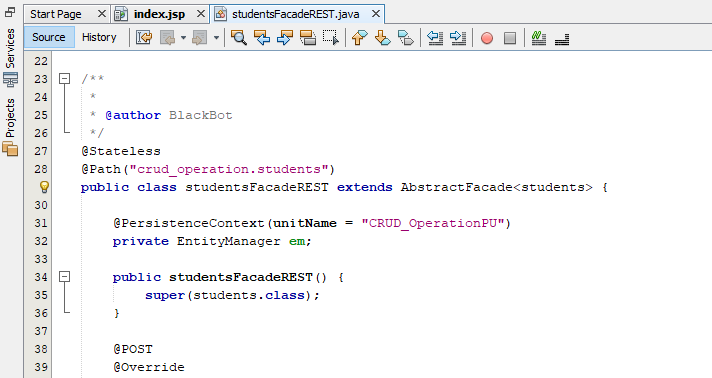 Start Page
index.jsp
studentsFacadeREST.java
Source
History
Services
Projects
22
23 /**
24 *
25 * @author BlackBot
26 */
27 @Stateless
28 @Path("crud_operation.students")
public class studentsFacadeREST extends AbstractFacade<students> {
30
31 @PersistenceContext(unitName = "CRUD_OperationPU")
32 private EntityManager em;
33
34 public studentsFacadeREST() {
35 super(students.class);
36 }
37
38 @POST
39 @Override